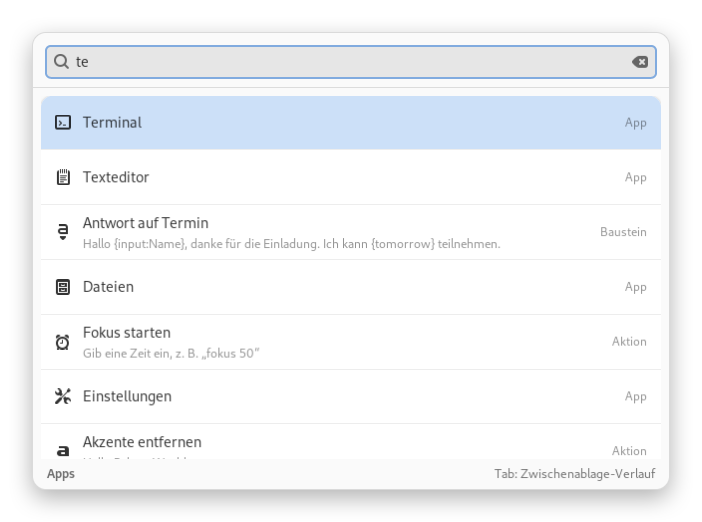 te
Terminal App
Texteditor App
Antwort auf Termin Baustein
Hallo {input:Name}, danke für die Einladung. Ich kann {tomorrow} teilnehmen.
Dateien App
Fokus starten Aktion
Gib eine Zeit ein, z. B. „fokus 50“
Einstellungen App
Akzente entfernen Aktion
Apps Tab: Zwischenablage-Verlauf